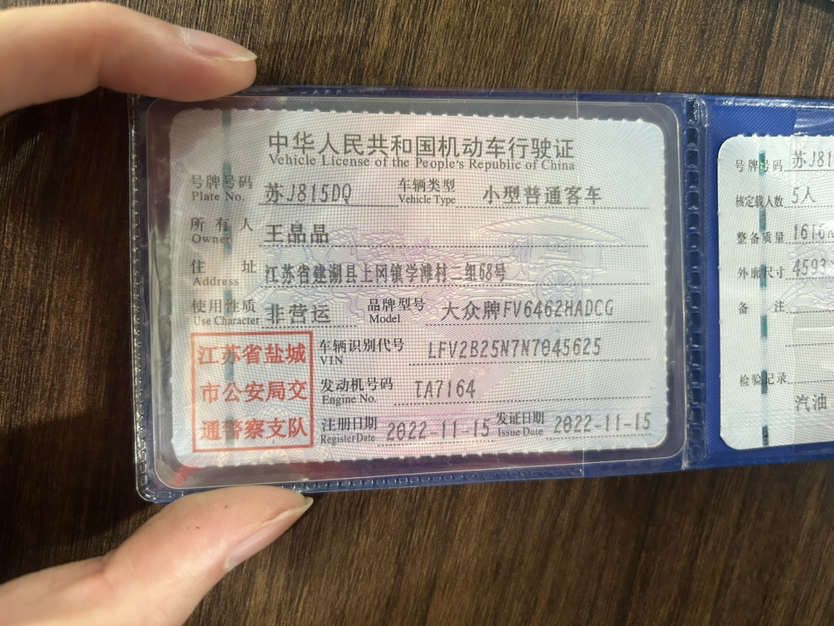 中华人民共和国机动车行驶证
Vehicle License of the People's Republic of China
号牌号码 苏J815DQ 车辆类型 小型普通客车
Plate No. Vehicle Type
所有人 王晶晶
Owner
住址 江苏省建湖县上冈镇学滩村二组68号
Address
使用性质 非营运 品牌型号 大众牌FV6462HADCG
Use Character Model
江苏省盐城
市公安局交
通警察支队
车辆识别代号 LFV2B25N7N7045625
VIN
发动机号码 TA7164
Engine No.
注册日期 2022-11-15 发证日期 2022-11-15
Register Date Issue Date
号牌号码 苏J81
核定载人数 5人
整备质量 1616
外廓尺寸 4593
备注
检验记录
汽油